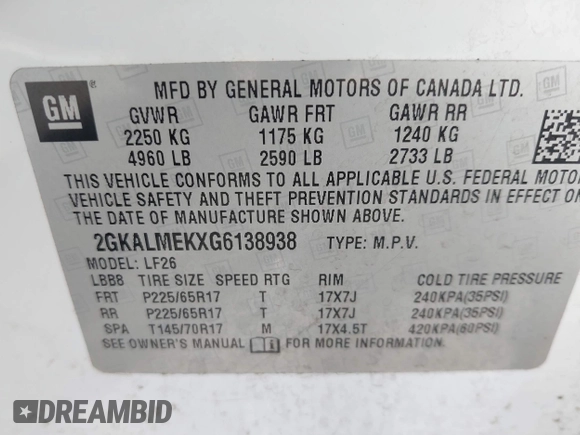 GM
MFD BY GENERAL MOTORS OF CANADA LTD.
GVWR GAWR FRT GAWR RR
2250 KG 1175 KG 1240 KG
4960 LB 2590 LB 2733 LB
THIS VEHICLE CONFORMS TO ALL APPLICABLE U.S. FEDERAL MOTOR
VEHICLE SAFETY AND THEFT PREVENTION STANDARDS IN EFFECT ON
THE DATE OF MANUFACTURE SHOWN ABOVE.
2GKALMEKXG6138938 TYPE: M.P.V.
MODEL: LF26
LBB8 TIRE SIZE SPEED RTG RIM COLD TIRE PRESSURE
FRT P225/65R17 T 17X7J 240KPA(35PSI)
RR P225/65R17 T 17X7J 240KPA(35PSI)
SPA T145/70R17 M 17X4.5T 420KPA(60PSI)
SEE OWNER'S MANUAL FOR MORE INFORMATION.
DREAMBID